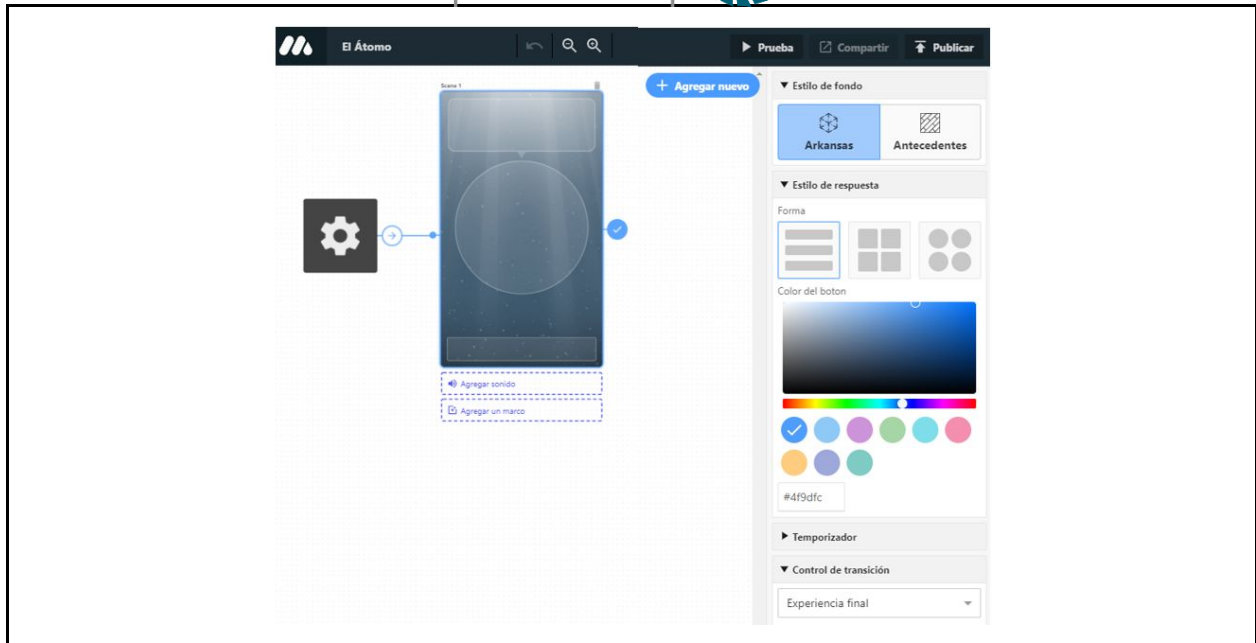 El Átomo
Prueba
Compartir
Publicar
Scene 1
+ Agregar nuevo
Agregar sonido
Agregar un marco
Estilo de fondo
Arkansas
Antecedentes
Estilo de respuesta
Forma
Color del boton
#4f9dfc
Temporizador
Control de transición
Experiencia final